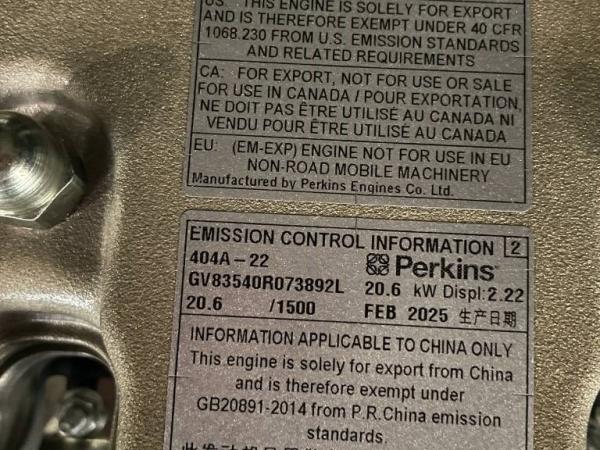 US: THIS ENGINE IS SOLELY FOR EXPORT
AND IS THEREFORE EXEMPT UNDER 40 CFR
1068.230 FROM U.S. EMISSION STANDARDS
AND RELATED REQUIREMENTS
CA: FOR EXPORT, NOT FOR USE OR SALE
FOR USE IN CANADA / POUR EXPORTATION,
NE DOIT PAS ÊTRE UTILISÉ AU CANADA NI
VENDU POUR ÊTRE UTILISÉ AU CANADA
EU: (EM-EXP) ENGINE NOT FOR USE IN EU
NON-ROAD MOBILE MACHINERY
Manufactured by Perkins Engines Co. Ltd.
EMISSION CONTROL INFORMATION 2
404A-22 Perkins
GV83540R073892L 20.6 kW Displ:2.22
20.6 /1500 FEB 2025 生产日期
INFORMATION APPLICABLE TO CHINA ONLY
This engine is solely for export from China
and is therefore exempt under
GB20891-2014 from P.R.China emission
standards.